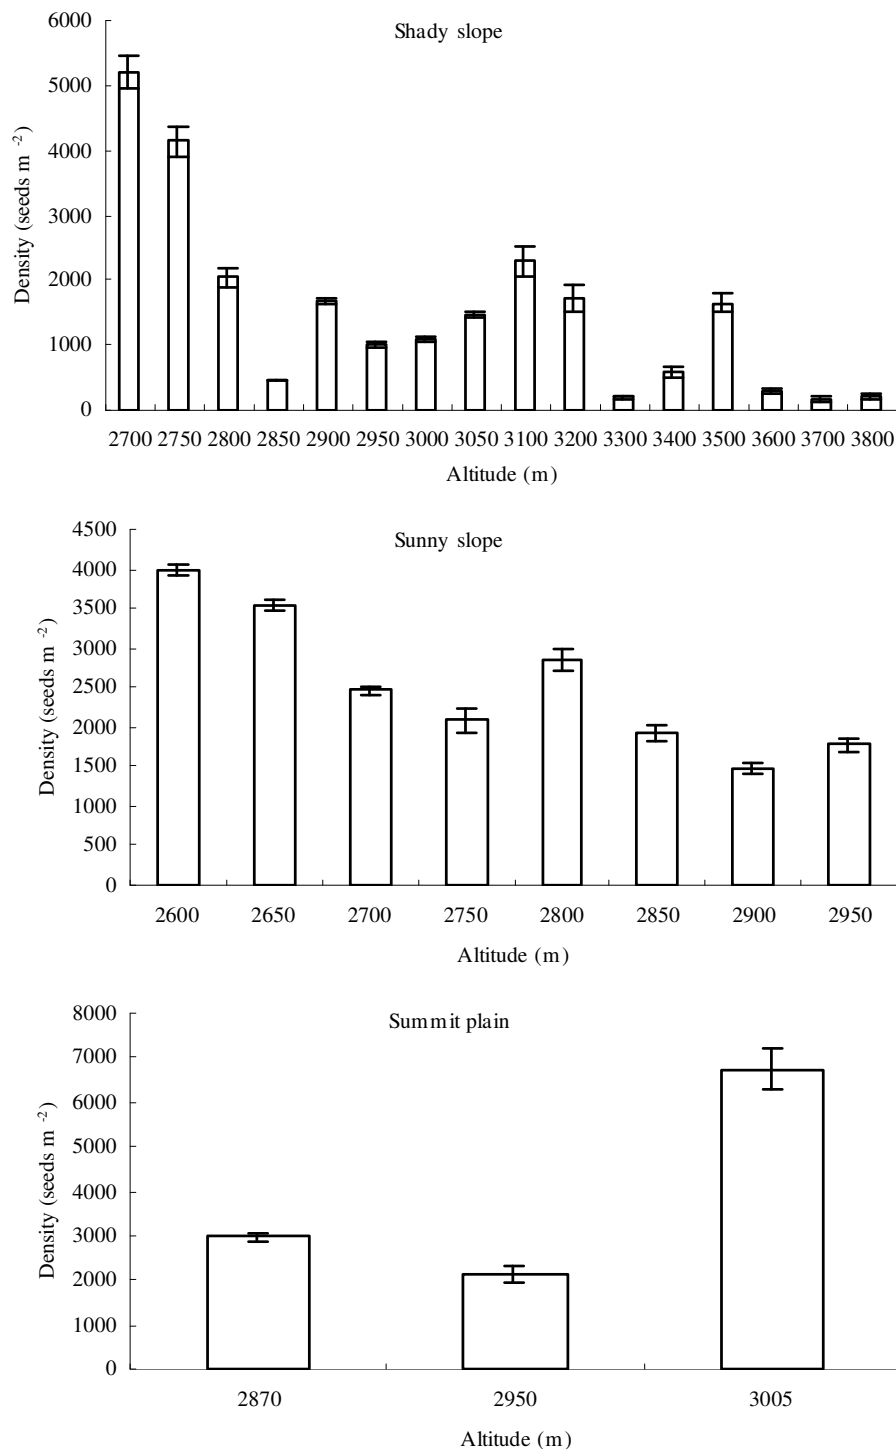 Shady slope
6000
5000
4000
3000
2000
1000
0
Density (seeds m -2)
2700 2750 2800 2850 2900 2950 3000 3050 3100 3200 3300 3400 3500 3600 3700 3800
Altitude (m)
Sunny slope
4500
4000
3500
3000
2500
2000
1500
1000
500
0
Density (seeds m -2)
2600 2650 2700 2750 2800 2850 2900 2950
Altitude (m)
Summit plain
8000
7000
6000
5000
4000
3000
2000
1000
0
Density (seeds m -2)
2870 2950 3005
Altitude (m)